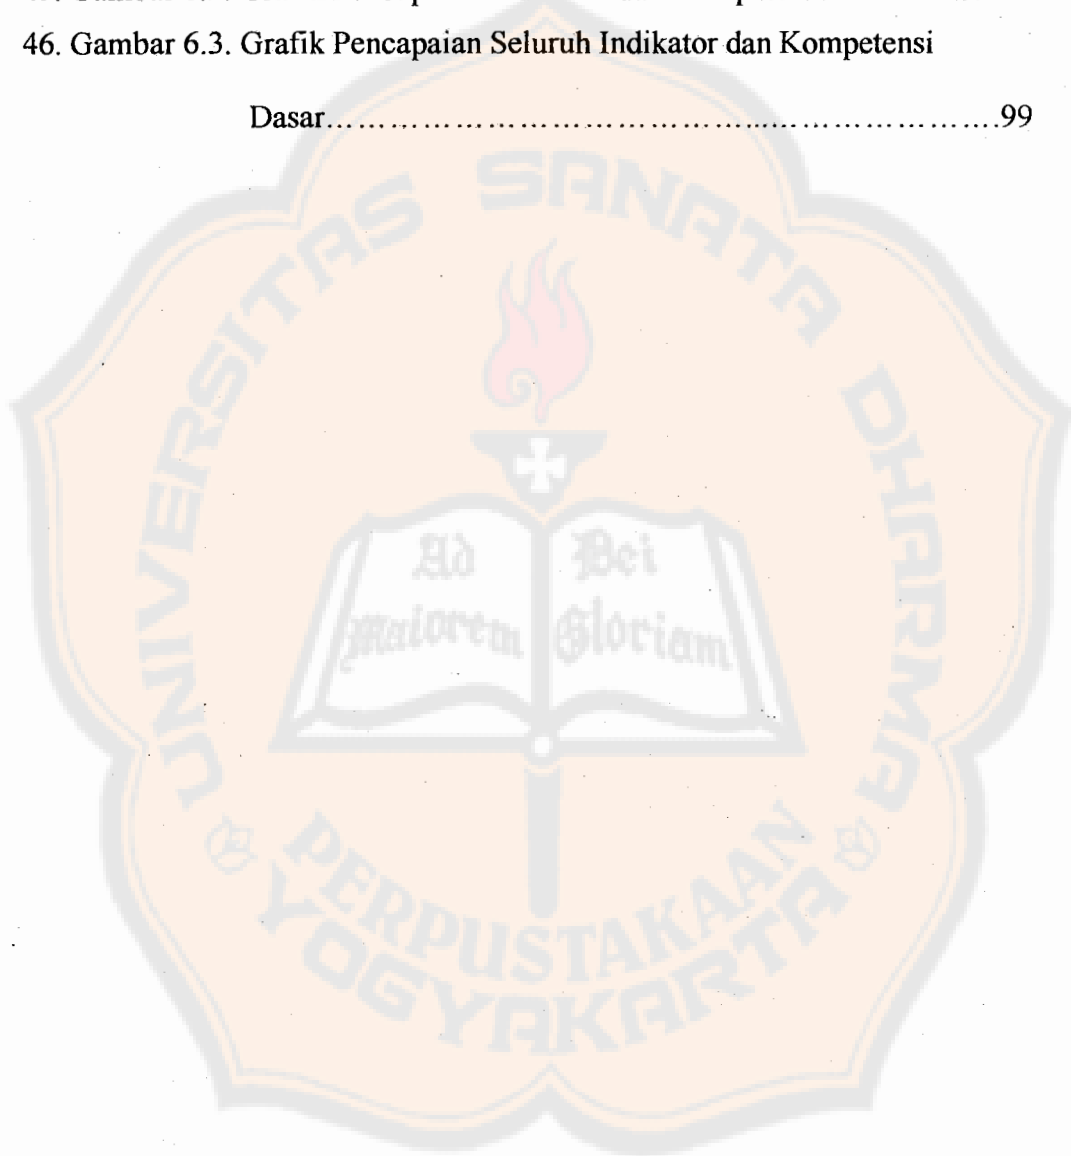 46. Gambar 6.3. Grafik Pencapaian Seluruh Indikator dan Kompetensi
Dasar……………………………………………………….99
UNIVERSITAS SANATA DHARMA
Ad
Dei
maiorem
Gloriam
PERPUSTAKAAN
YOGYAKARTA